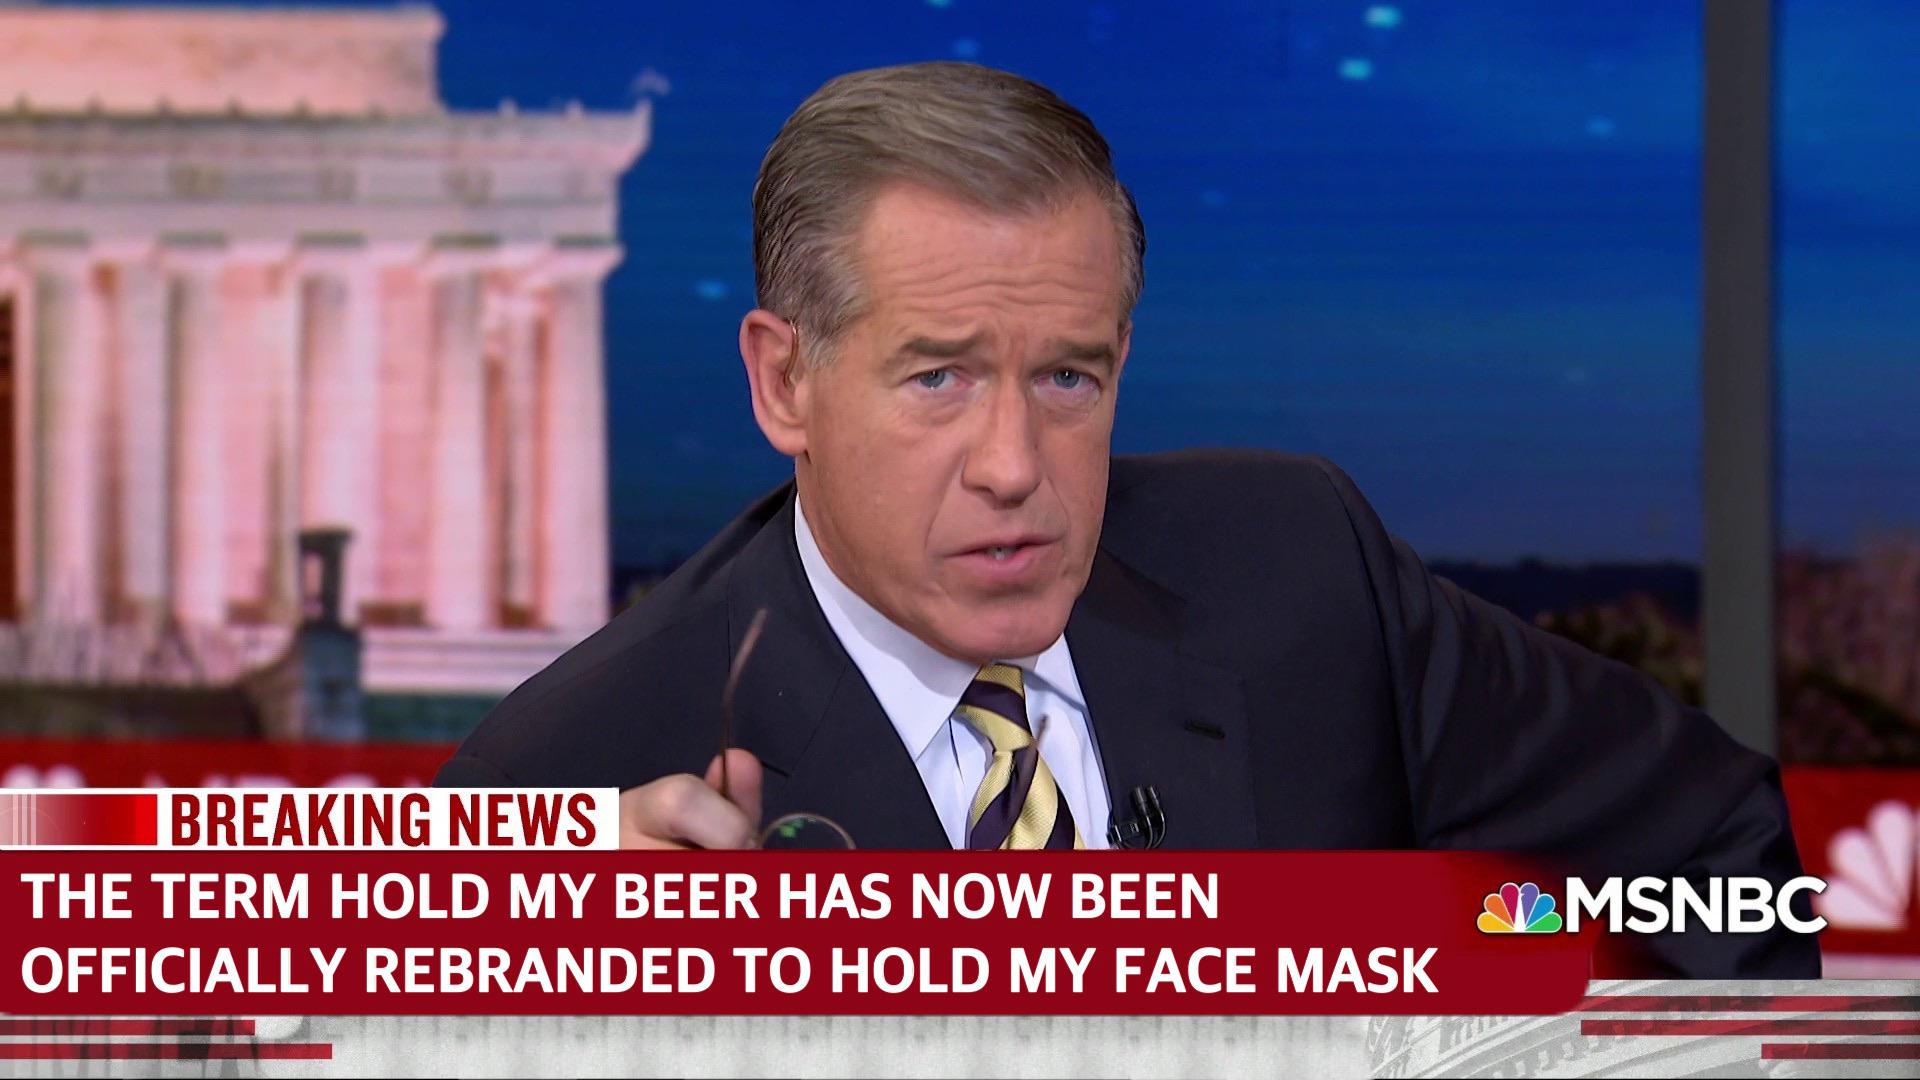 BREAKING NEWS
THE TERM HOLD MY BEER HAS NOW BEEN
OFFICIALLY REBRANDED TO HOLD MY FACE MASK
MSNBC